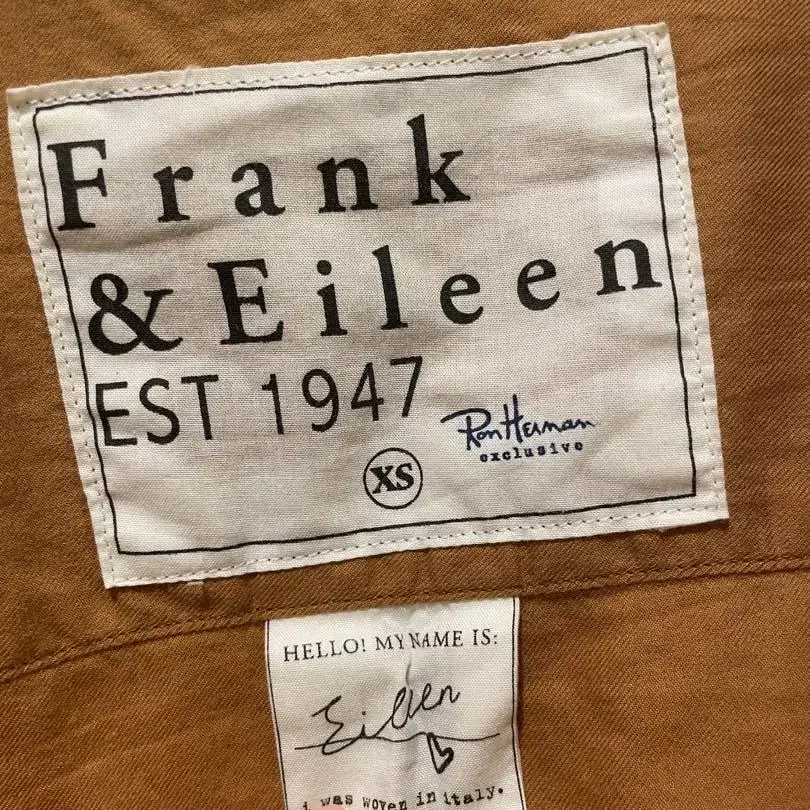 Frank
& Eileen
EST 1947
Ron Herman
exclusive
XS
HELLO! MY NAME IS:
Eileen
i was woven in italy.